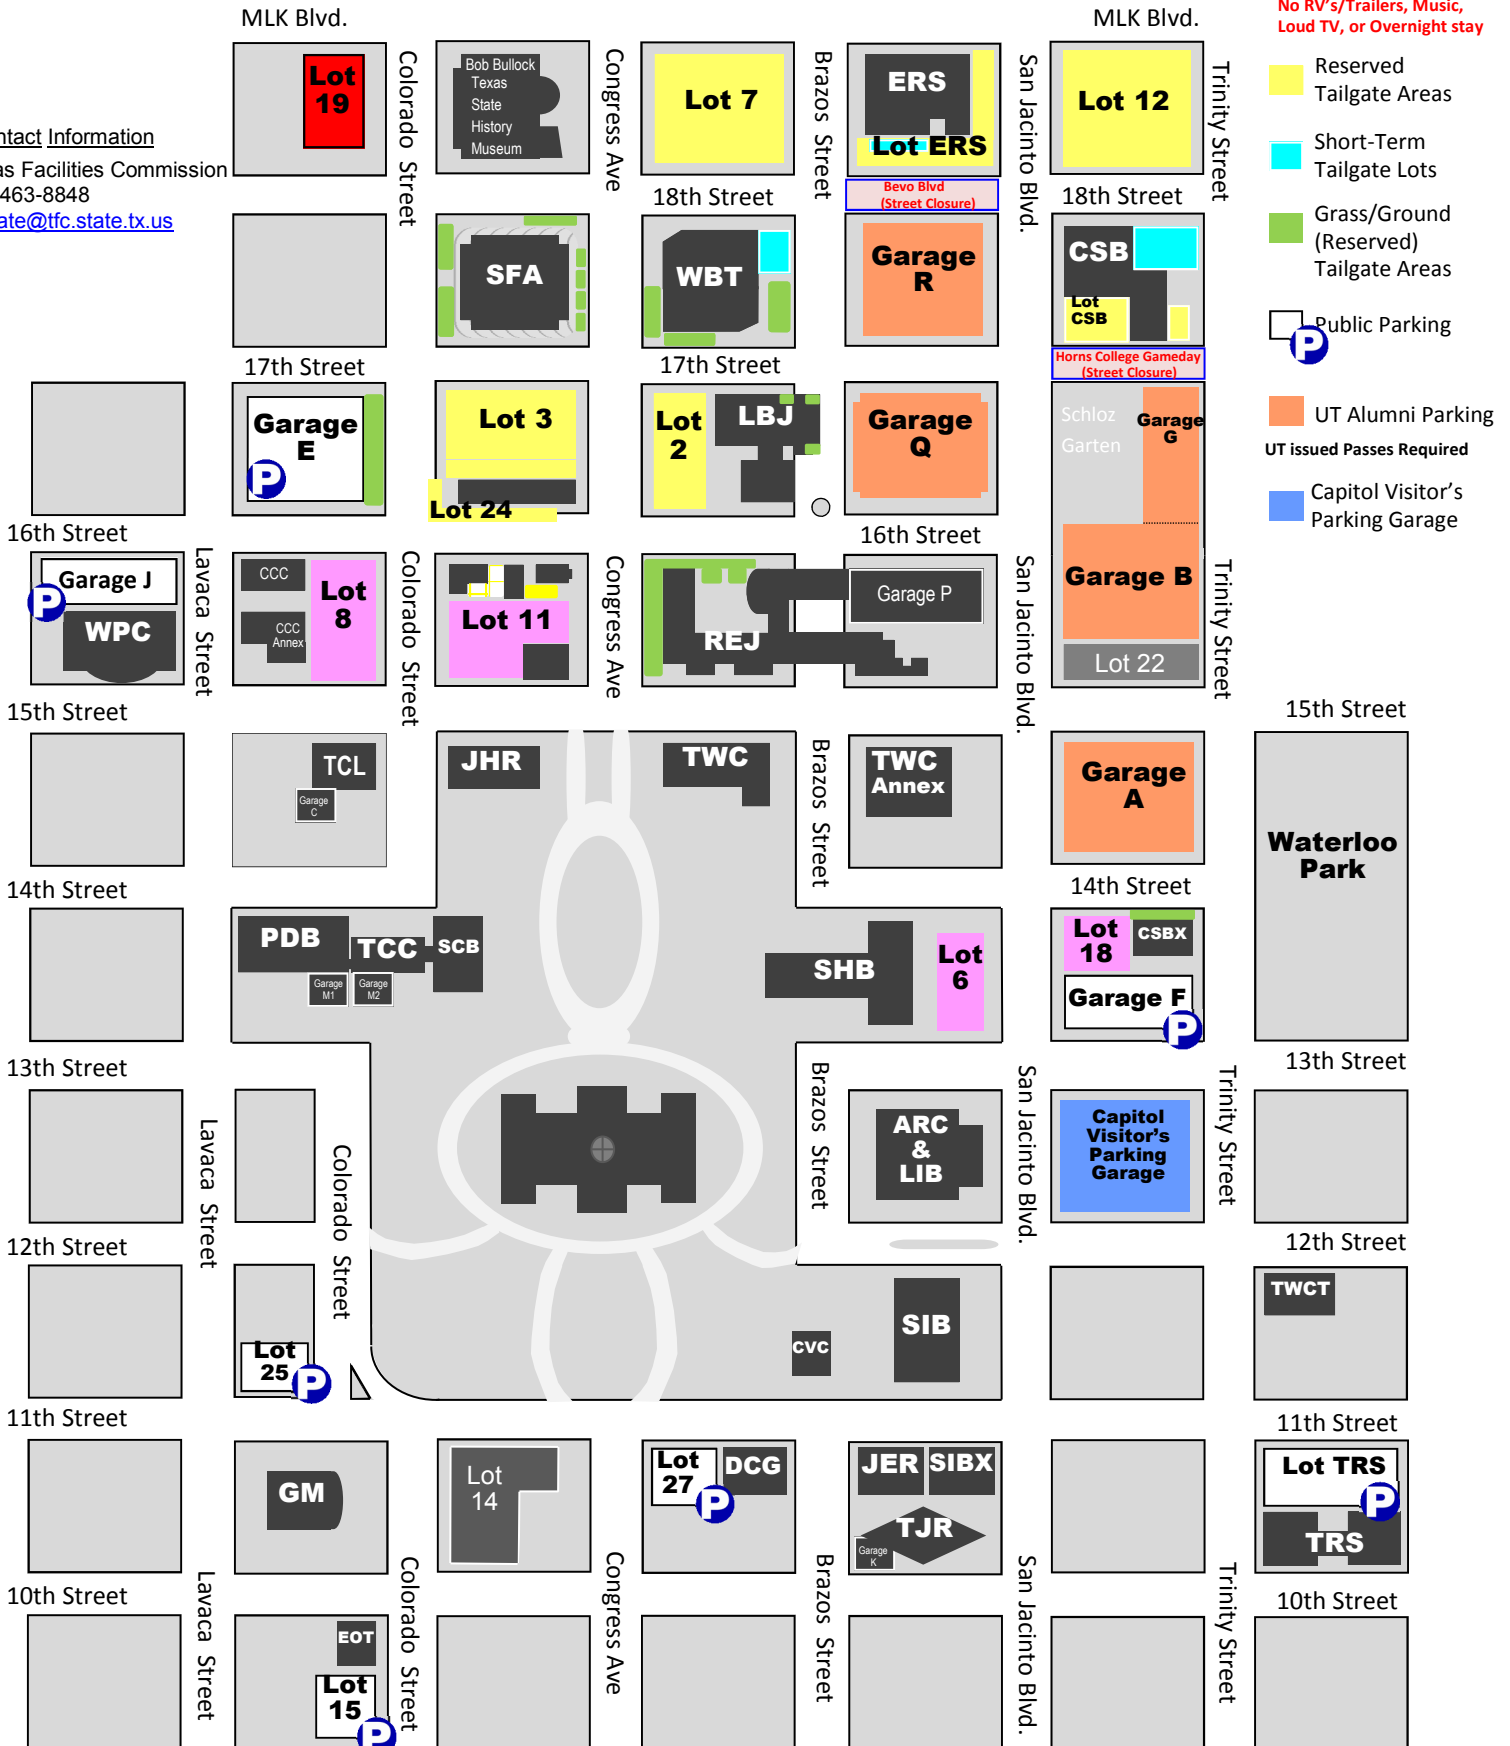 MLK Blvd.
MLK Blvd.
No RV's/Trailers, Music,
Loud TV, or Overnight stay
Reserved
Tailgate Areas
Short-Term
Tailgate Lots
Grass/Ground
(Reserved)
Tailgate Areas
Public Parking
P
UT Alumni Parking
UT issued Passes Required
Capitol Visitor's
Parking Garage
ntact Information
as Facilities Commission
463-8848
ate@tfc.state.tx.us
Lot
19
Colorado Street
Bob Bullock
Texas
State
History
Museum
Congress Ave
Lot 7
Brazos Street
ERS
Lot ERS
San Jacinto Blvd.
Lot 12
Trinity Street
18th Street
Bevo Blvd
(Street Closure)
18th Street
SFA
WBT
Garage
R
CSB
Lot
CSB
17th Street
17th Street
Horns College Gameday
(Street Closure)
Garage
E
P
Lot 3
Lot 24
Lot
2
LBJ
Garage
Q
Schloz
Garten
Garage
G
16th Street
16th Street
Garage J
P
WPC
Lavaca Street
CCC
CCC
Annex
Lot
8
Colorado Street
Lot 11
Congress Ave
REJ
Garage P
San Jacinto Blvd.
Garage B
Lot 22
Trinity Street
15th Street
15th Street
TCL
Garage
C
JHR
TWC
Brazos Street
TWC
Annex
Garage
A
Waterloo
Park
14th Street
14th Street
PDB
TCC
SCB
Garage
M1
Garage
M2
SHB
Lot
6
Lot
18
CSBX
Garage F
P
13th Street
13th Street
Lavaca Street
Colorado Street
Brazos Street
ARC
&
LIB
San Jacinto Blvd.
Capitol
Visitor's
Parking
Garage
Trinity Street
12th Street
12th Street
Lot
25
P
CVC
SIB
TWCT
11th Street
11th Street
GM
Lot
14
Lot
27
P
DCG
JER
SIBX
TJR
Garage
K
Lot TRS
P
TRS
10th Street
10th Street
Lavaca Street
EOT
Lot
15
P
Colorado Street
Congress Ave
Brazos Street
San Jacinto Blvd.
Trinity Street